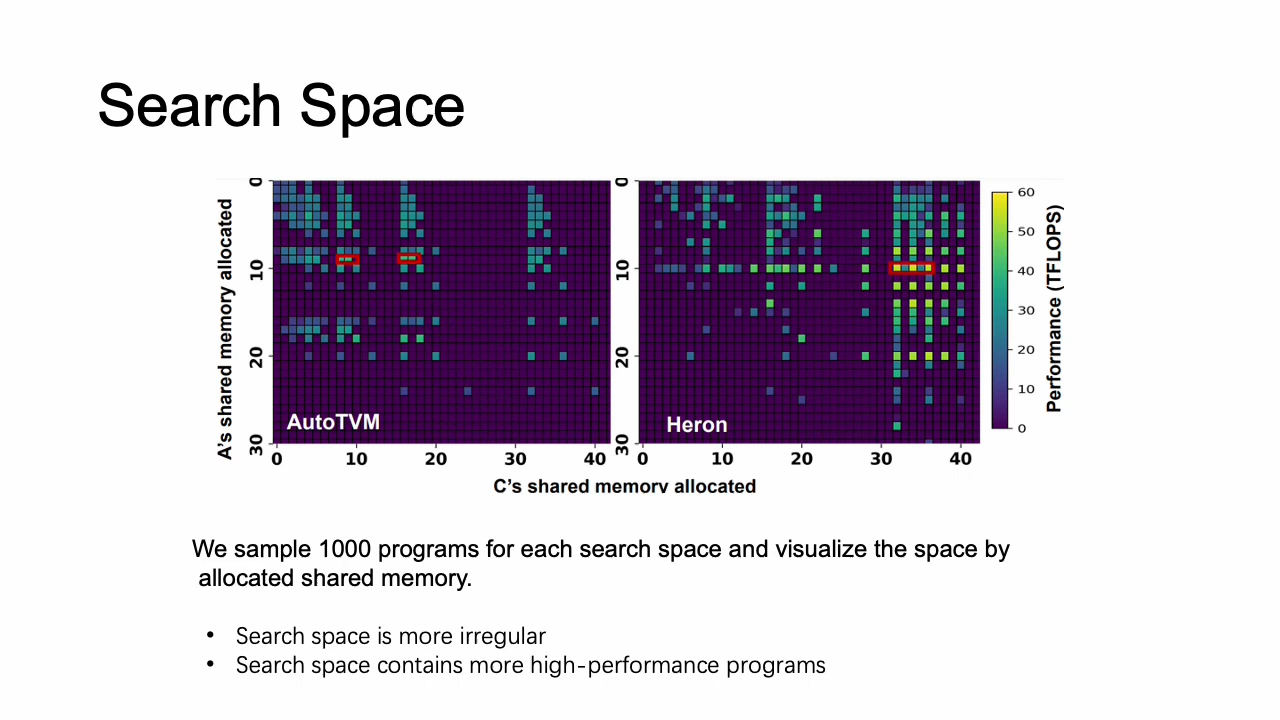 Search Space
A's shared memory allocated
0
10
20
30
AutoTVM
0 10 20 30 40
0
10
20
30
Heron
0 10 20 30 40
C's shared memory allocated
60
50
40
30
20
10
0
Performance (TFLOPS)
We sample 1000 programs for each search space and visualize the space by
allocated shared memory.
• Search space is more irregular
• Search space contains more high-performance programs